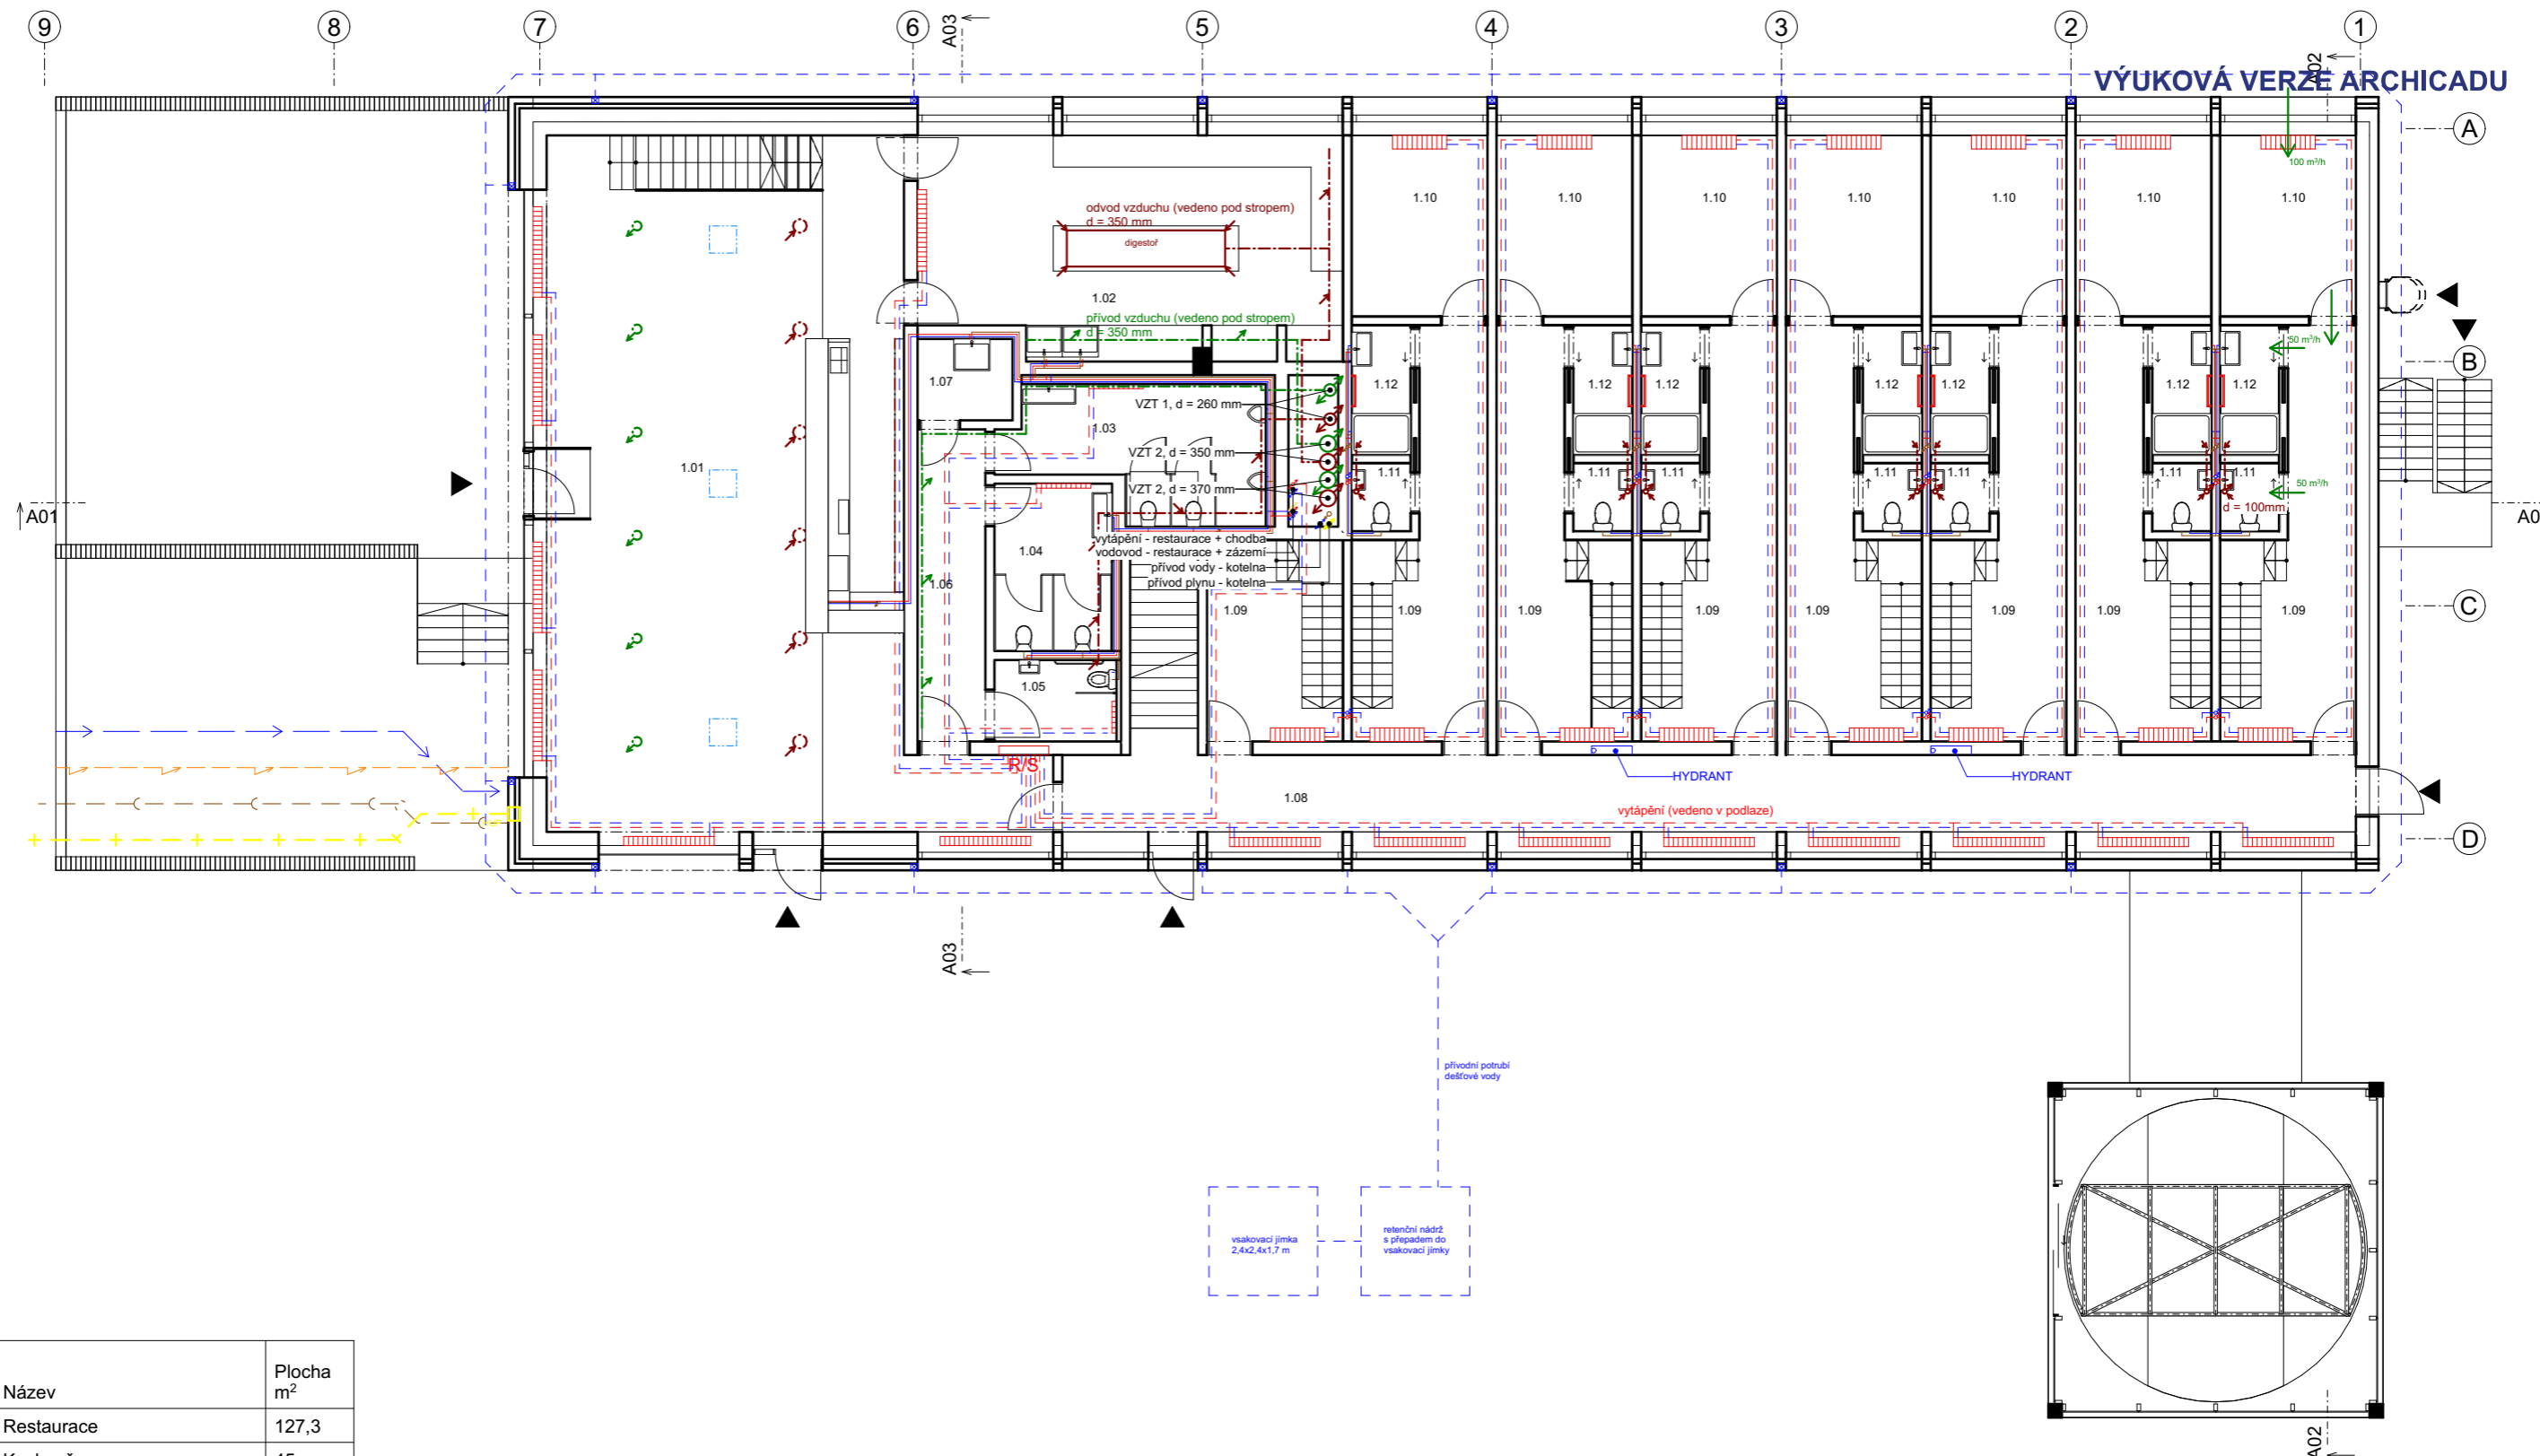 9
8
7
6
A03
5
4
3
2
A02
1
VÝUKOVÁ VERZE ARCHICADU
A
100 m³/h
odvod vzduchu (vedeno pod stropem)
d = 350 mm
digestoř
1.10
1.10
1.10
1.10
1.10
1.10
1.10
1.02
přívod vzduchu (vedeno pod stropem)
d = 350 mm
50 m³/h
B
1.07
1.12
1.12
1.12
1.12
1.12
1.12
1.12
VZT 1, d = 260 mm
1.03
VZT 2, d = 350 mm
1.01
1.11
1.11
1.11
1.11
1.11
1.11
1.11
VZT 2, d = 370 mm
50 m³/h
d = 100mm
A01
A0
vytápění - restaurace + chodba
1.04
vodovod - restaurace + zázemí
přívod vody - kotelna
přívod plynu - kotelna
1.06
1.09
1.09
1.09
1.09
1.09
1.09
1.09
1.09
C
1.05
R/S
HYDRANT
HYDRANT
1.08
vytápění (vedeno v podlaze)
D
A03
přívodní potrubí
dešťové vody
vsakovací jímka
2,4x2,4x1,7 m
retenční nádrž
s přepadem do
vsakovací jímky
A02
Název
Plocha
m²
Restaurace
127,3